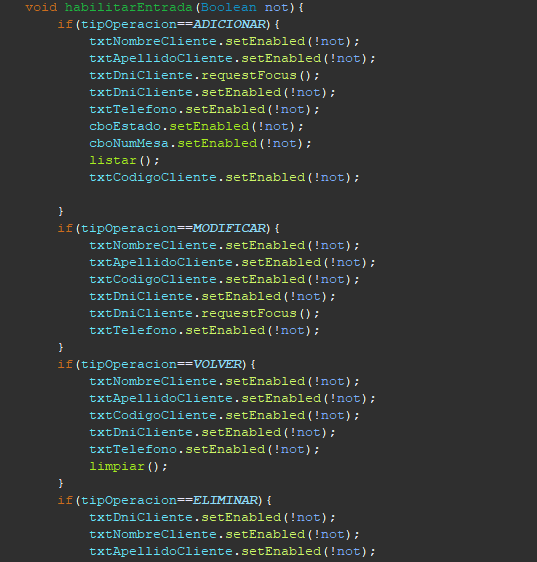 void habilitarEntrada(Boolean not){
if(tipOperacion==ADICIONAR){
txtNombreCliente.setEnabled(!not);
txtApellidoCliente.setEnabled(!not);
txtDniCliente.requestFocus();
txtDniCliente.setEnabled(!not);
txtTelefono.setEnabled(!not);
cboEstado.setEnabled(!not);
cboNumMesa.setEnabled(!not);
listar();
txtCodigoCliente.setEnabled(!not);
}
if(tipOperacion==MODIFICAR){
txtNombreCliente.setEnabled(!not);
txtApellidoCliente.setEnabled(!not);
txtCodigoCliente.setEnabled(!not);
txtDniCliente.setEnabled(!not);
txtDniCliente.requestFocus();
txtTelefono.setEnabled(!not);
}
if(tipOperacion==VOLVER){
txtNombreCliente.setEnabled(!not);
txtApellidoCliente.setEnabled(!not);
txtCodigoCliente.setEnabled(!not);
txtDniCliente.setEnabled(!not);
txtTelefono.setEnabled(!not);
limpiar();
}
if(tipOperacion==ELIMINAR){
txtDniCliente.setEnabled(!not);
txtNombreCliente.setEnabled(!not);
txtApellidoCliente.setEnabled(!not);